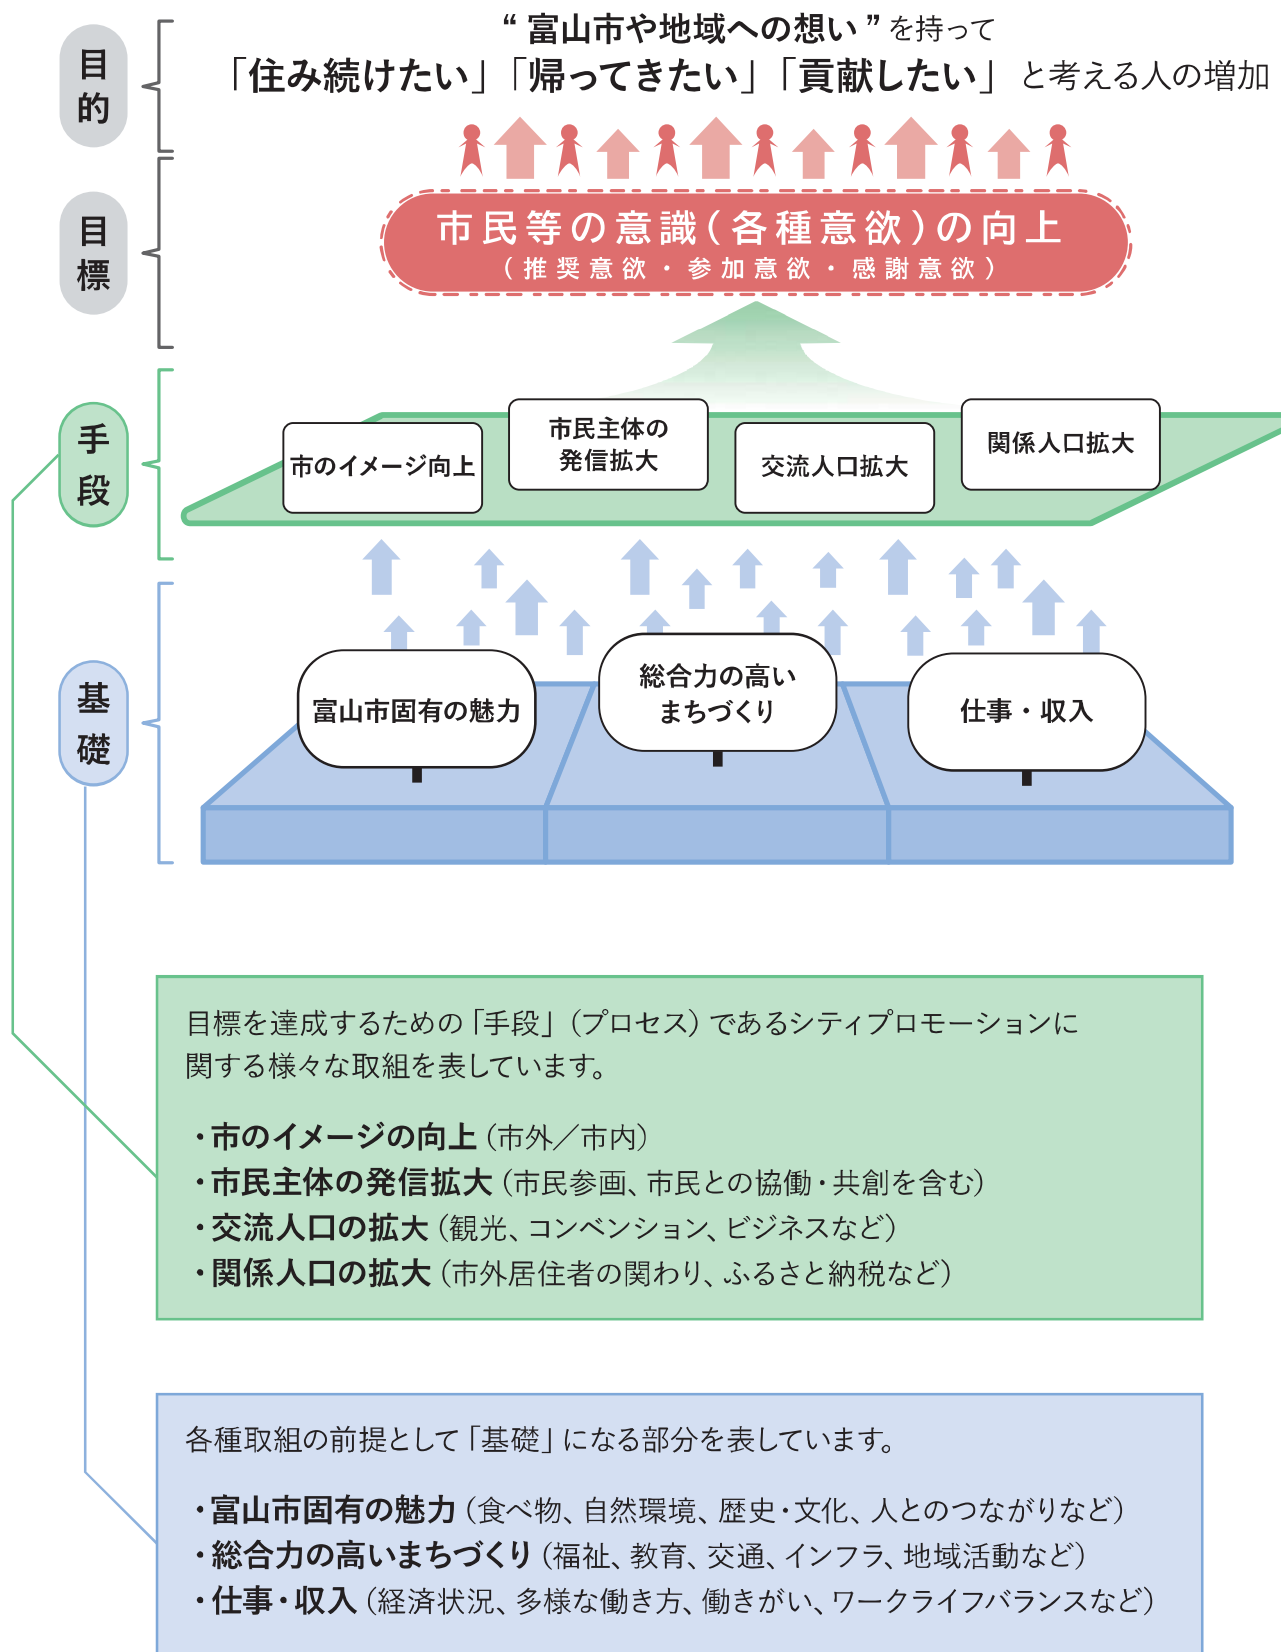 目的
“富山市や地域への想い”を持って
「住み続けたい」「帰ってきたい」「貢献したい」と考える人の増加
目標
市民等の意識（各種意欲）の向上
（推奨意欲・参加意欲・感謝意欲）
手段
市のイメージ向上
市民主体の
発信拡大
交流人口拡大
関係人口拡大
基礎
富山市固有の魅力
総合力の高い
まちづくり
仕事・収入
目標を達成するための「手段」（プロセス）であるシティプロモーションに
関する様々な取組を表しています。
・市のイメージの向上（市外／市内）
・市民主体の発信拡大（市民参画、市民との協働・共創を含む）
・交流人口の拡大（観光、コンベンション、ビジネスなど）
・関係人口の拡大（市外居住者の関わり、ふるさと納税など）
各種取組の前提として「基礎」になる部分を表しています。
・富山市固有の魅力（食べ物、自然環境、歴史・文化、人とのつながりなど）
・総合力の高いまちづくり（福祉、教育、交通、インフラ、地域活動など）
・仕事・収入（経済状況、多様な働き方、働きがい、ワークライフバランスなど）